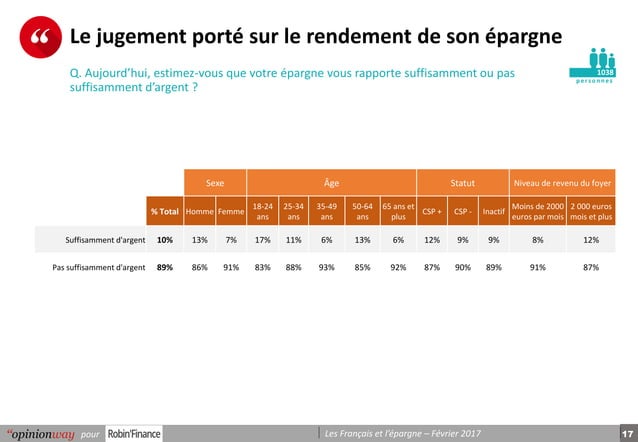 Le jugement porté sur le rendement de son épargne
Q. Aujourd'hui, estimez-vous que votre épargne vous rapporte suffisamment ou pas
suffisamment d'argent ?
1038
personnes
Sexe Âge Statut Niveau de revenu du foyer
% Total Homme Femme 18-24 ans 25-34 ans 35-49 ans 50-64 ans 65 ans et plus CSP + CSP - Inactif Moins de 2000 euros par mois 2 000 euros mois et plus
Suffisamment d'argent 10% 13% 7% 17% 11% 6% 13% 6% 12% 9% 9% 8% 12%
Pas suffisamment d'argent 89% 86% 91% 83% 88% 93% 85% 92% 87% 90% 89% 91% 87%
“opinionway pour Robin'Finance Les Français et l'épargne – Février 2017 17